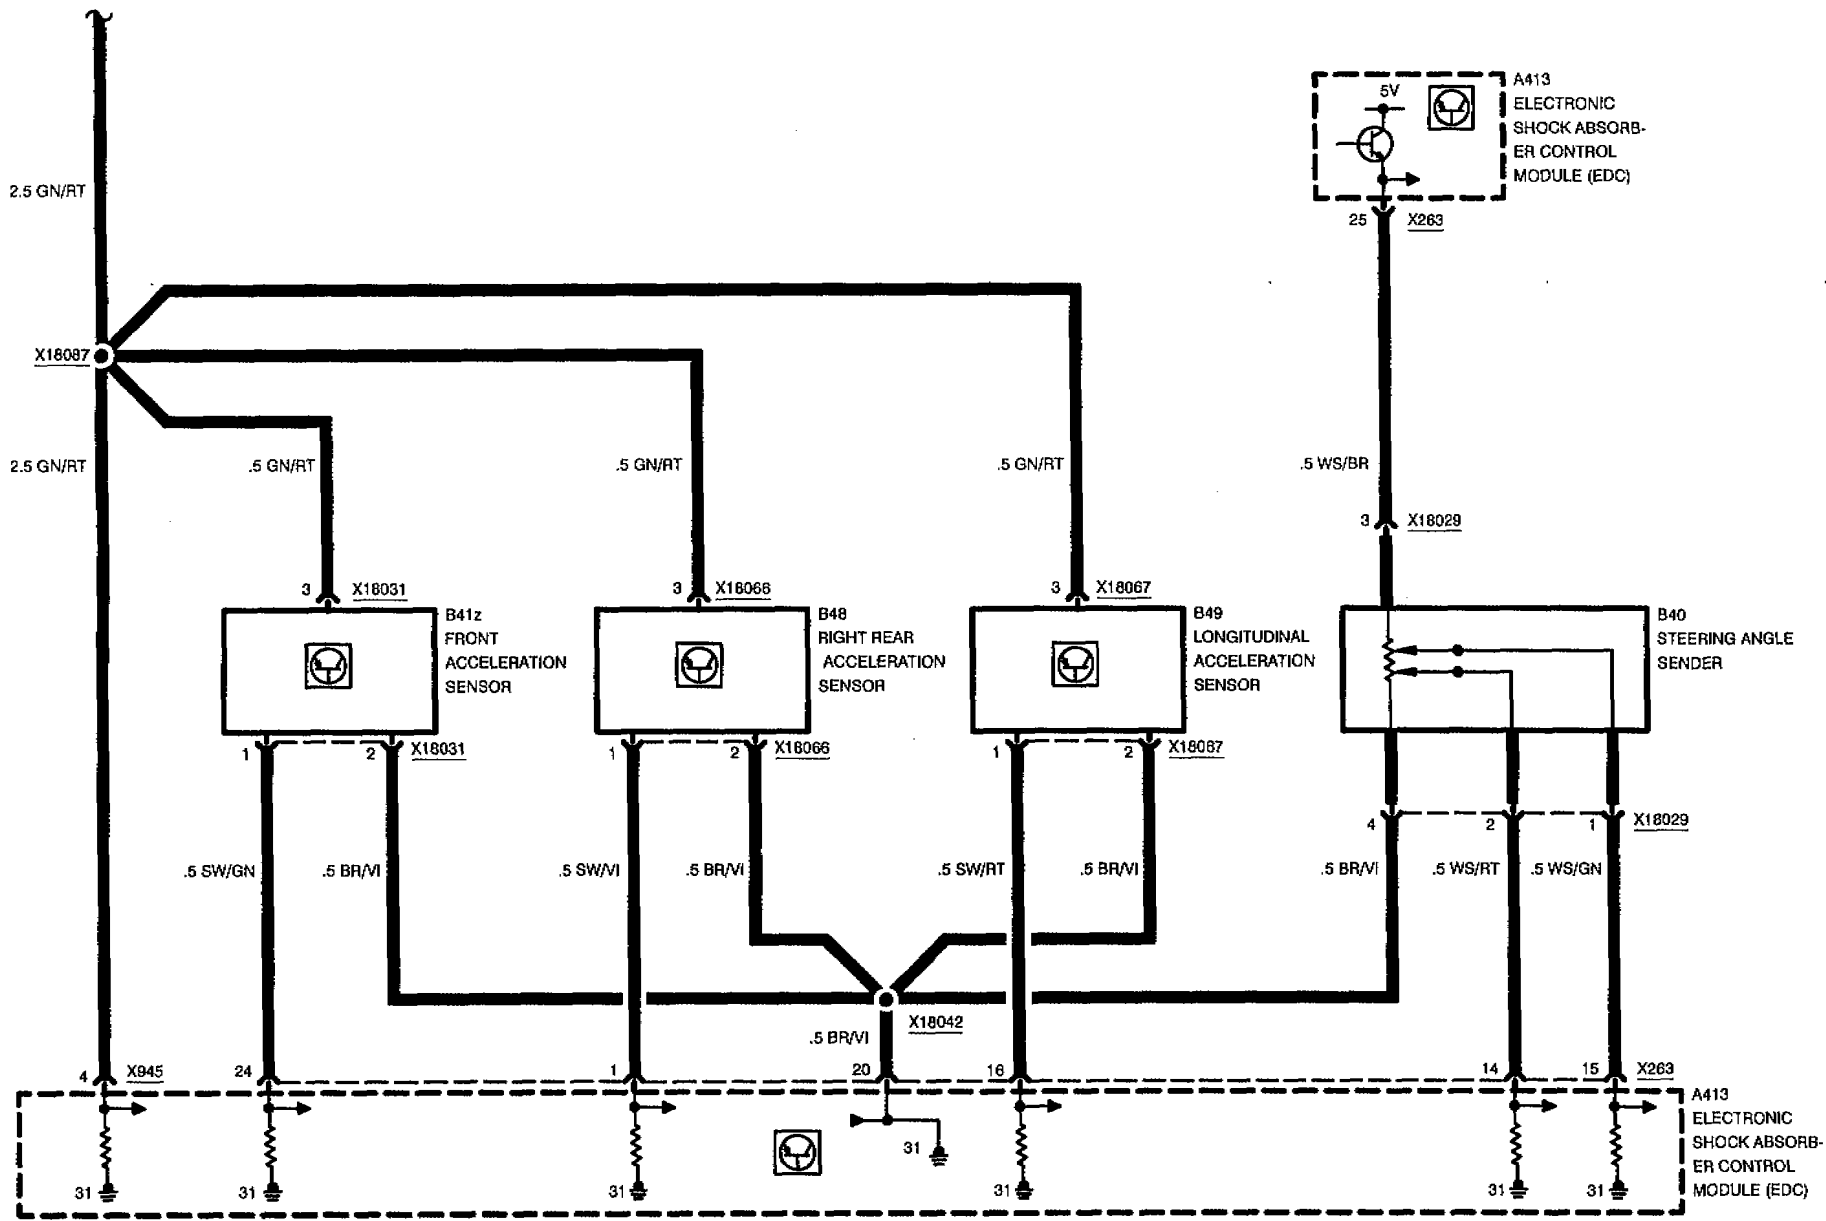 5V
A413
ELECTRONIC
SHOCK ABSORB-
ER CONTROL
MODULE (EDC)
2.5 GN/RT
25 X263
X18087
2.5 GN/RT
.5 GN/RT
.5 GN/RT
.5 GN/RT
.5 WS/BR
3 X18029
3 X18031
3 X18066
3 X18067
B41z
FRONT
ACCELERATION
SENSOR
B48
RIGHT REAR
ACCELERATION
SENSOR
B49
LONGITUDINAL
ACCELERATION
SENSOR
B40
STEERING ANGLE
SENDER
1 2 X18031
1 2 X18066
1 2 X18067
4 2 1 X18029
.5 SW/GN
.5 BR/VI
.5 SW/VI
.5 BR/VI
.5 SW/RT
.5 BR/VI
.5 BR/VI
.5 WS/RT
.5 WS/GN
X18042
.5 BR/VI
4 X945
24
1
20
16
14
15 X263
A413
ELECTRONIC
SHOCK ABSORB-
ER CONTROL
MODULE (EDC)
31
31
31
31
31
31
31